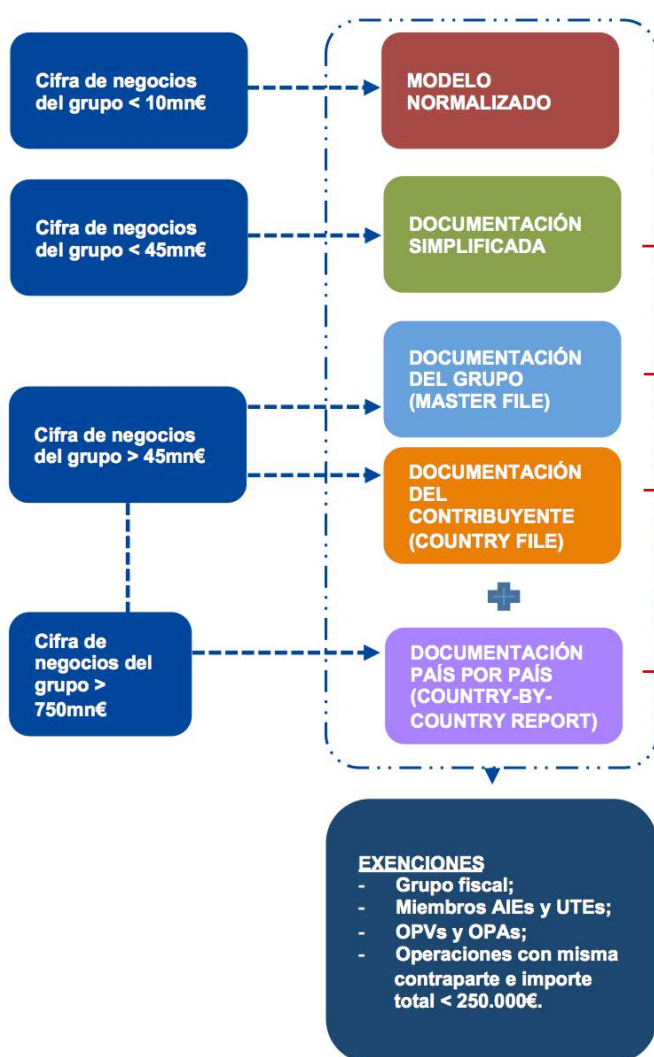 Cifra de negocios
del grupo < 10mn€
MODELO
NORMALIZADO
Cifra de negocios
del grupo < 45mn€
DOCUMENTACIÓN
SIMPLIFICADA
Cifra de negocios
del grupo > 45mn€
DOCUMENTACIÓN
DEL GRUPO
(MASTER FILE)
DOCUMENTACIÓN
DEL
CONTRIBUYENTE
(COUNTRY FILE)
Cifra de
negocios del
grupo >
750mn€
DOCUMENTACIÓN
PAÍS POR PAÍS
(COUNTRY-BY-
COUNTRY REPORT)
EXENCIONES
- Grupo fiscal;
- Miembros AIEs y UTEs;
- OPVs y OPAs;
- Operaciones con misma
contraparte e importe
total < 250.000€.